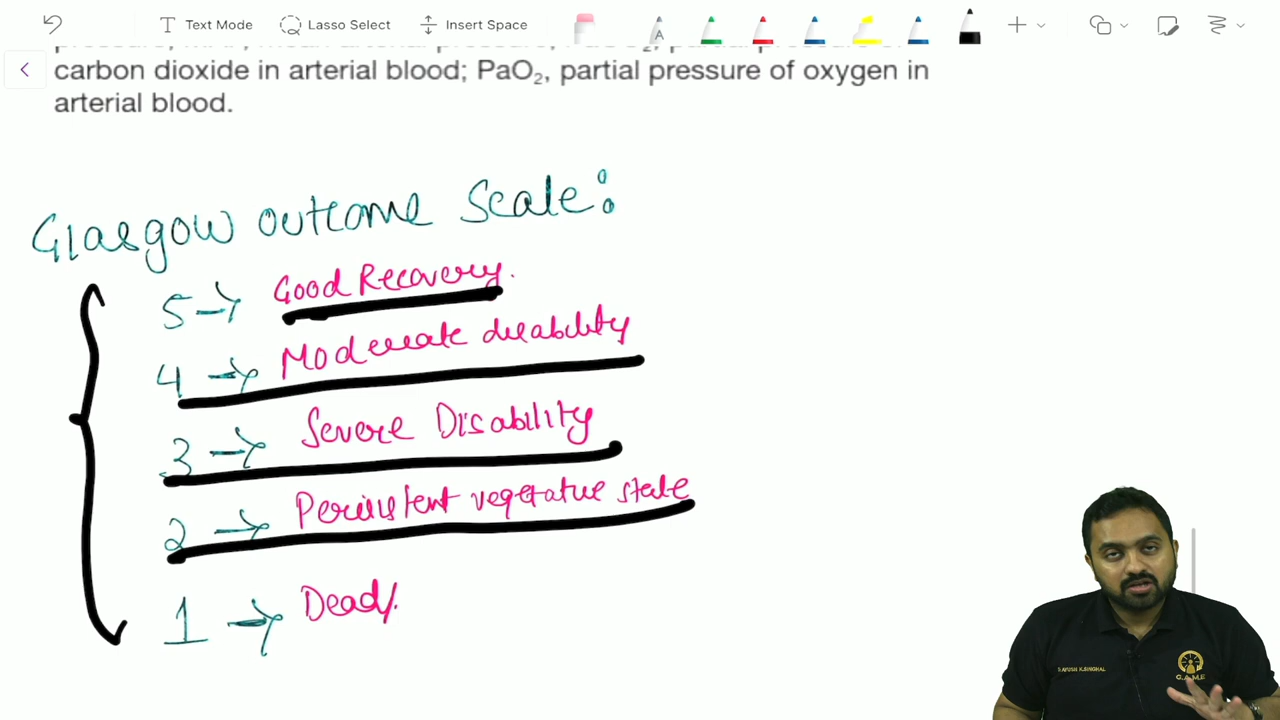 Text Mode Lasso Select Insert Space
carbon dioxide in arterial blood; PaO₂, partial pressure of oxygen in
arterial blood.
Glasgow outcome Scale:
5 → Good Recovery.
4 → Moderate disability
3 → Severe Disability
2 → Persistent vegetative state
1 → Dead/.
G.A.M.E